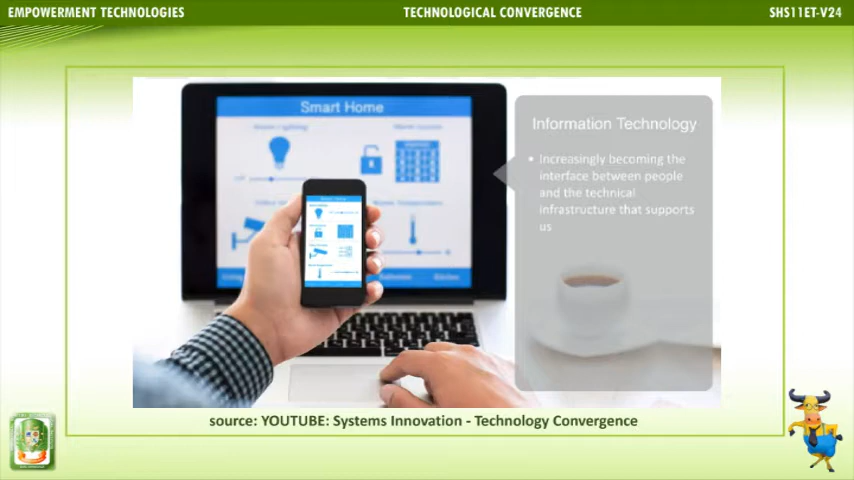 EMPOWERMENT TECHNOLOGIES
TECHNOLOGICAL CONVERGENCE
SHS11ET-V24
Smart Home
Information Technology
• Increasingly becoming the
interface between people
and the technical
infrastructure that supports
us
source: YOUTUBE: Systems Innovation - Technology Convergence